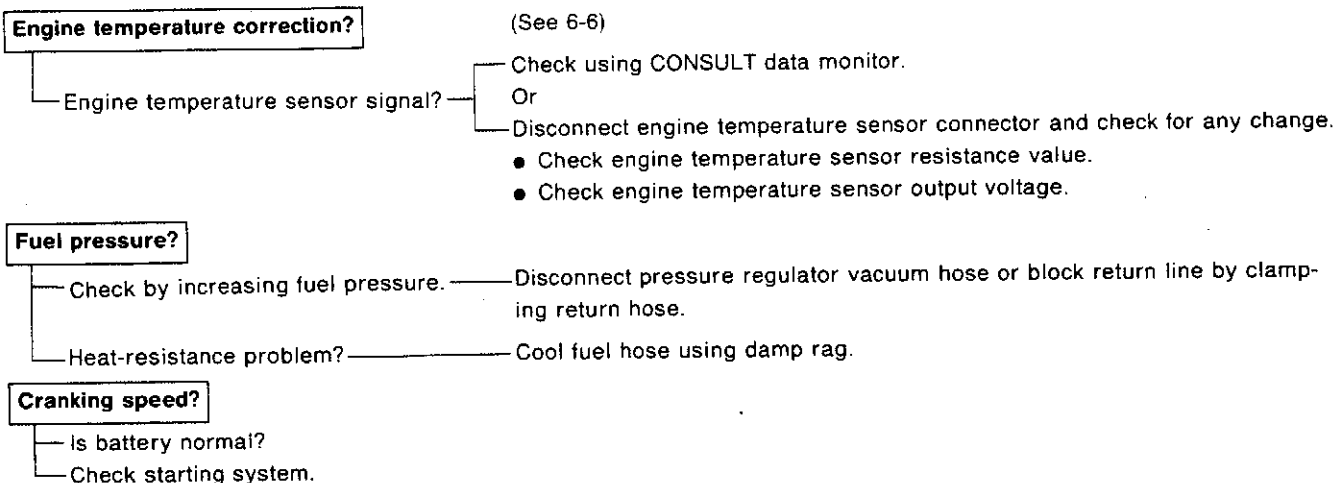 Engine temperature correction?
(See 6-6)
Check using CONSULT data monitor.
Engine temperature sensor signal?
Or
Disconnect engine temperature sensor connector and check for any change.
● Check engine temperature sensor resistance value.
● Check engine temperature sensor output voltage.
Fuel pressure?
Check by increasing fuel pressure.
Disconnect pressure regulator vacuum hose or block return line by clamp-
ing return hose.
Heat-resistance problem?
Cool fuel hose using damp rag.
Cranking speed?
Is battery normal?
Check starting system.